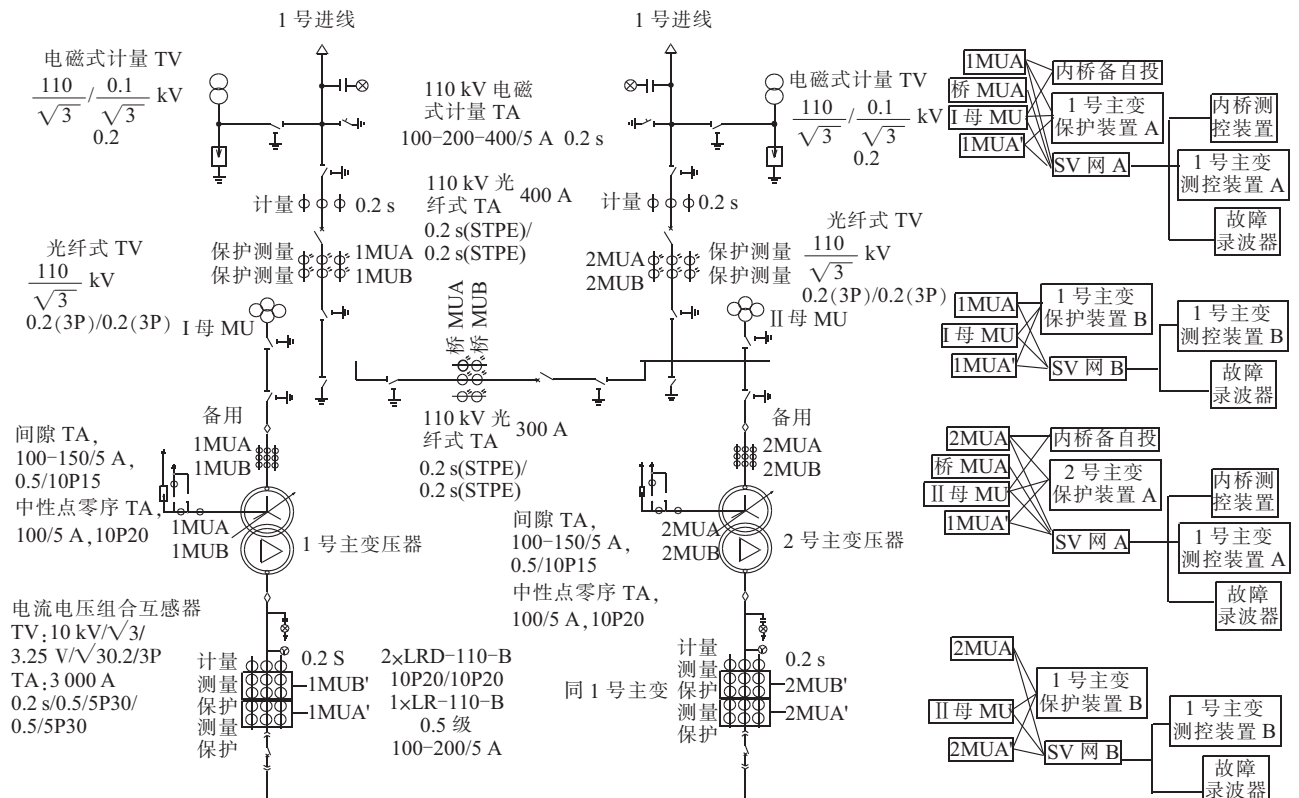 1 号进线
电磁式计量 TV
110/√3 / 0.1/√3 kV
0.2
110 kV 电磁
式计量 TA
100-200-400/5 A 0.2 s
计量
0.2 s
110 kV 光
纤式 TA
400 A
0.2 s(STPE)/
0.2 s(STPE)
保护测量
保护测量
1MUA
1MUB
光纤式 TV
110/√3 kV
0.2(3P)/0.2(3P)
I 母 MU
桥 MUA
桥 MUB
110 kV 光
纤式 TA
300 A
0.2 s(STPE)/
0.2 s(STPE)
备用
1MUA
1MUB
间隙 TA,
100-150/5 A,
0.5/10P15
中性点零序 TA,
100/5 A,10P20
1MUA
1MUB
1 号主变压器
电流电压组合互感器
TV:10 kV/√3/
3.25 V/√30.2/3P
TA:3 000 A
0.2 s/0.5/5P30/
0.5/5P30
计量
测量
保护
测量
保护
0.2 S
1MUB'
1MUA'
2×LRD-110-B
10P20/10P20
1×LR-110-B
0.5 级
100-200/5 A
2 号进线
电磁式计量 TV
110/√3 / 0.1/√3 kV
0.2
计量
0.2 s
2MUA
2MUB
保护测量
保护测量
光纤式 TV
110/√3 kV
0.2(3P)/0.2(3P)
II 母 MU
备用
2MUA
2MUB
间隙 TA,
100-150/5 A,
0.5/10P15
中性点零序 TA,
100/5 A,10P20
2MUA
2MUB
2 号主变压器
同 1 号主变
计量
测量
保护
测量
保护
0.2 s
2MUB'
2MUA'
1MUA
桥 MUA
I 母 MU
1MUA'
内桥备自投
1 号主变
保护装置 A
SV 网 A
内桥测
控装置
1 号主变
测控装置 A
故障
录波器
1MUA
I 母 MU
1MUA'
1 号主变
保护装置 B
SV 网 B
1 号主变
测控装置 B
故障
录波器
2MUA
桥 MUA
II 母 MU
1MUA'
内桥备自投
2 号主变
保护装置 A
SV 网 A
内桥测
控装置
1 号主变
测控装置 A
故障
录波器
2MUA
II 母 MU
2MUA'
1 号主变
保护装置 B
SV 网 B
1 号主变
测控装置 B
故障
录波器